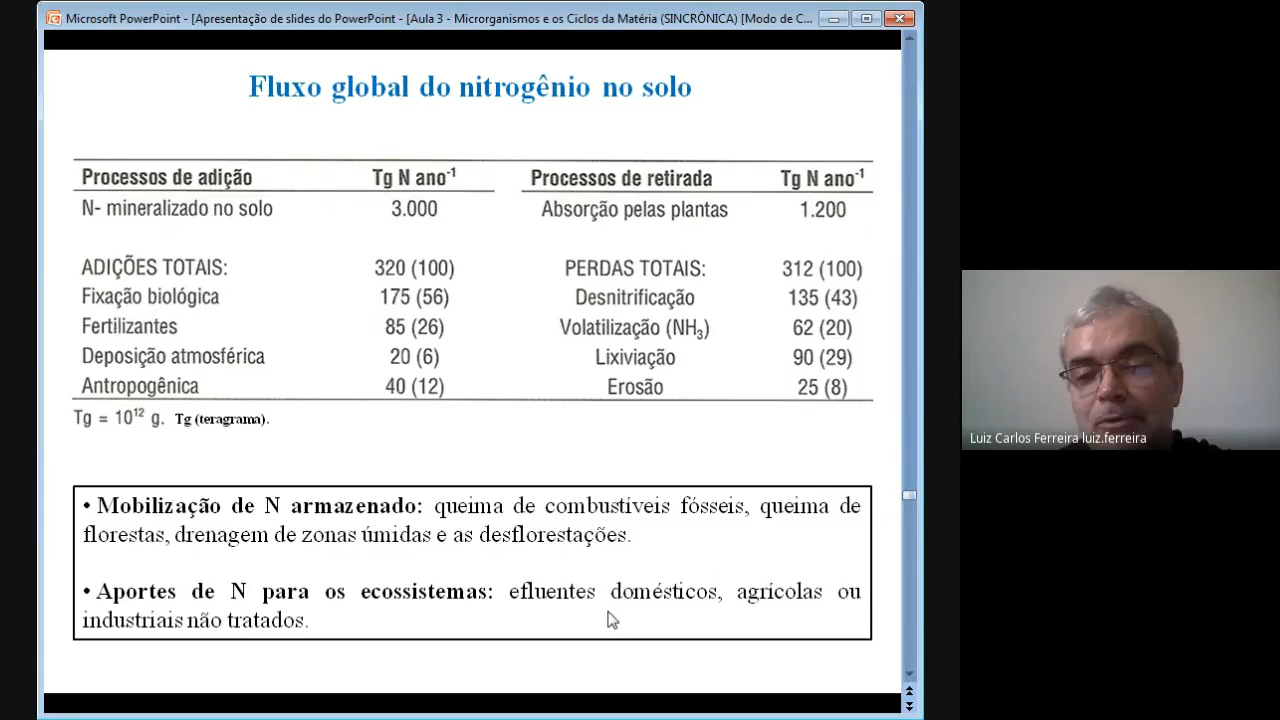 Microsoft PowerPoint - [Apresentação de slides do PowerPoint - [Aula 3 - Microrganismos e os Ciclos da Matéria (SINCRÔNICA) [Modo de C...
Fluxo global do nitrogênio no solo
Processos de adição Tg N ano⁻¹ Processos de retirada Tg N ano⁻¹
N- mineralizado no solo 3.000 Absorção pelas plantas 1.200
ADIÇÕES TOTAIS: 320 (100) PERDAS TOTAIS: 312 (100)
Fixação biológica 175 (56) Desnitrificação 135 (43)
Fertilizantes 85 (26) Volatilização (NH₃) 62 (20)
Deposição atmosférica 20 (6) Lixiviação 90 (29)
Antropogênica 40 (12) Erosão 25 (8)
Tg = 10¹² g. Tg (teragrama).
• Mobilização de N armazenado: queima de combustíveis fósseis, queima de
florestas, drenagem de zonas úmidas e as desflorestações.
• Aportes de N para os ecossistemas: efluentes domésticos, agrícolas ou
industriais não tratados.
Luiz Carlos Ferreira luiz.ferreira